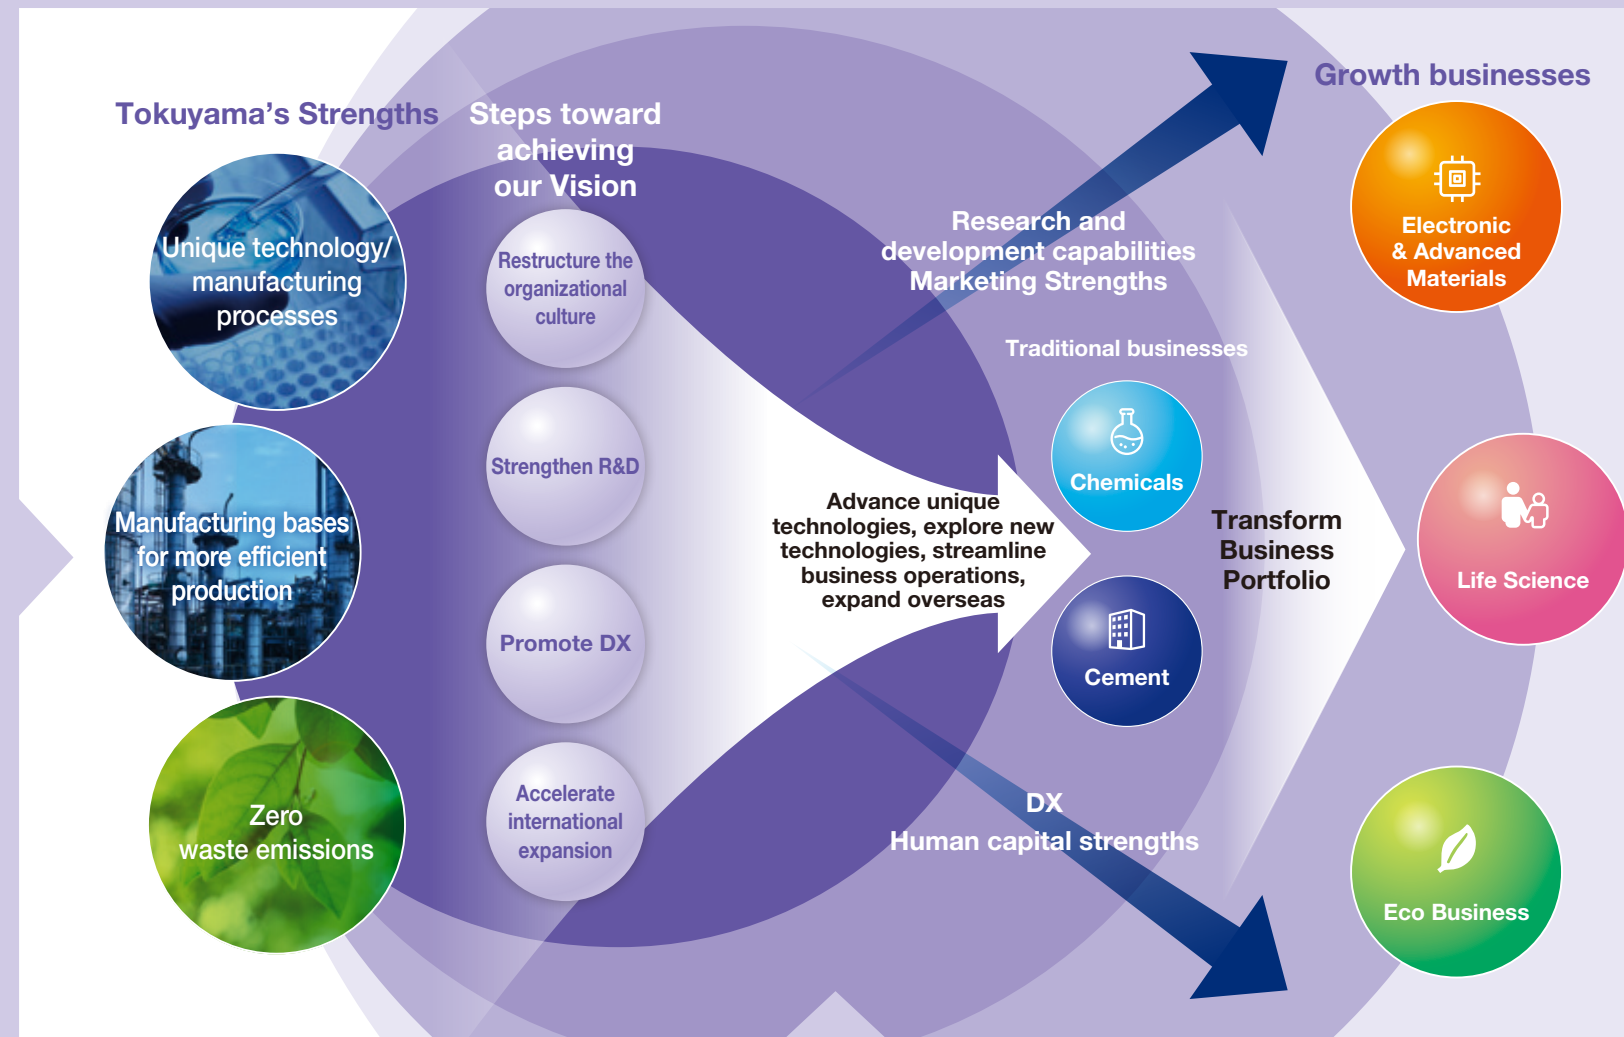 Tokuyama’s Strengths
Unique technology/
manufacturing
processes
Manufacturing bases
for more efficient
production
Zero
waste emissions
Steps toward
achieving
our Vision
Restructure the
organizational
culture
Strengthen R&D
Promote DX
Accelerate
international
expansion
Advance unique
technologies, explore new
technologies, streamline
business operations,
expand overseas
Research and
development capabilities
Marketing Strengths
Traditional businesses
Chemicals
Cement
DX
Human capital strengths
Transform
Business
Portfolio
Growth businesses
Electronic
& Advanced
Materials
Life Science
Eco Business